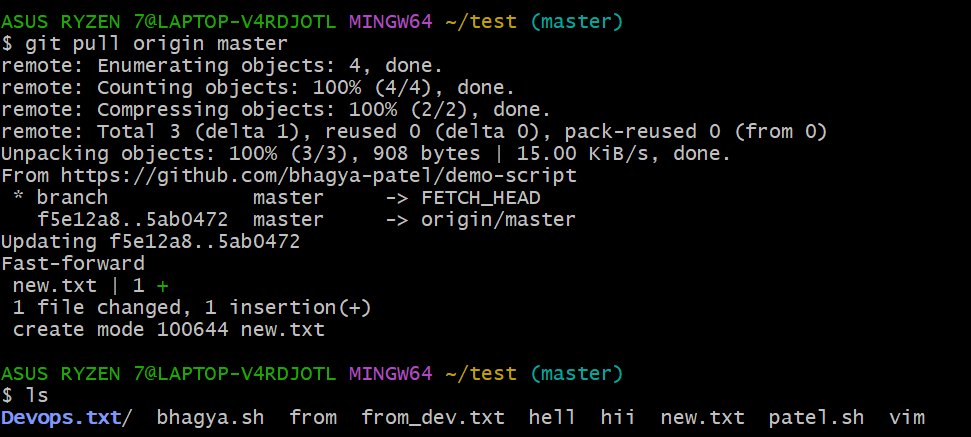 ASUS RYZEN 7@LAPTOP-V4RDJOTL MINGW64 ~/test (master)
$ git pull origin master
remote: Enumerating objects: 4, done.
remote: Counting objects: 100% (4/4), done.
remote: Compressing objects: 100% (2/2), done.
remote: Total 3 (delta 1), reused 0 (delta 0), pack-reused 0 (from 0)
Unpacking objects: 100% (3/3), 908 bytes | 15.00 KiB/s, done.
From https://github.com/bhagya-patel/demo-script
 * branch            master     -> FETCH_HEAD
   f5e12a8..5ab0472  master     -> origin/master
Updating f5e12a8..5ab0472
Fast-forward
 new.txt | 1 +
 1 file changed, 1 insertion(+)
 create mode 100644 new.txt
ASUS RYZEN 7@LAPTOP-V4RDJOTL MINGW64 ~/test (master)
$ ls
Devops.txt/  bhagya.sh  from  from_dev.txt  hell  hii  new.txt  patel.sh  vim